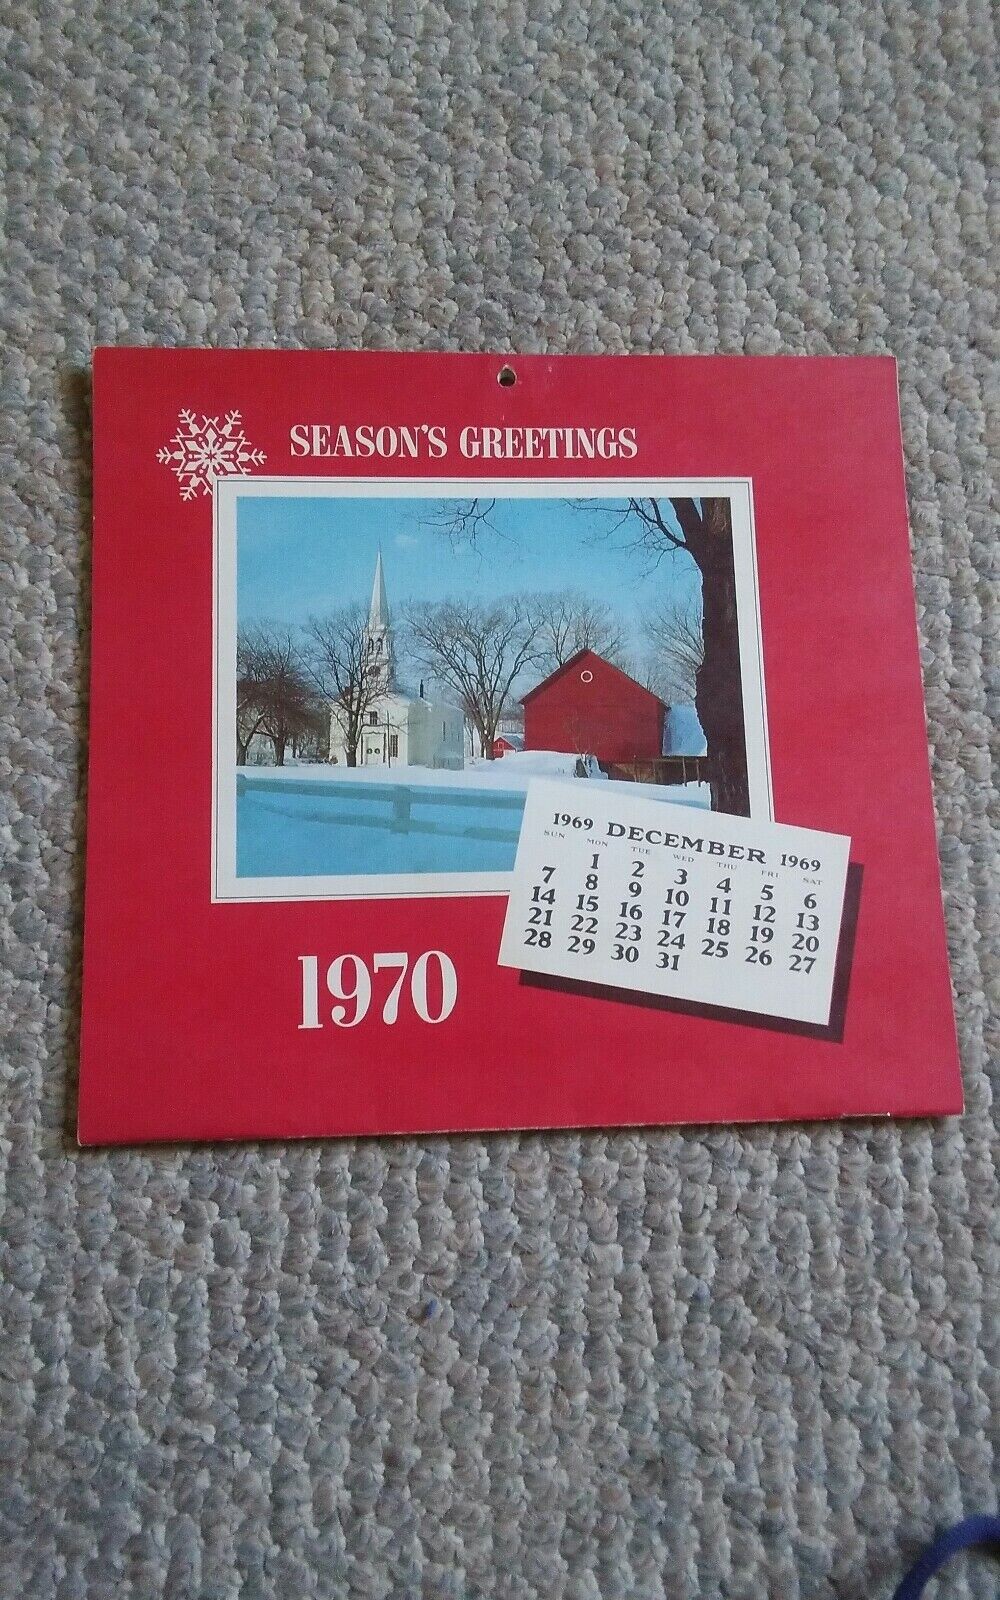 SEASON'S GREETINGS
1969 DECEMBER 1969
SUN MON TUE WED THU FRI SAT
1 2 3 4 5 6
7 8 9 10 11 12 13
14 15 16 17 18 19 20
21 22 23 24 25 26 27
28 29 30 31
1970